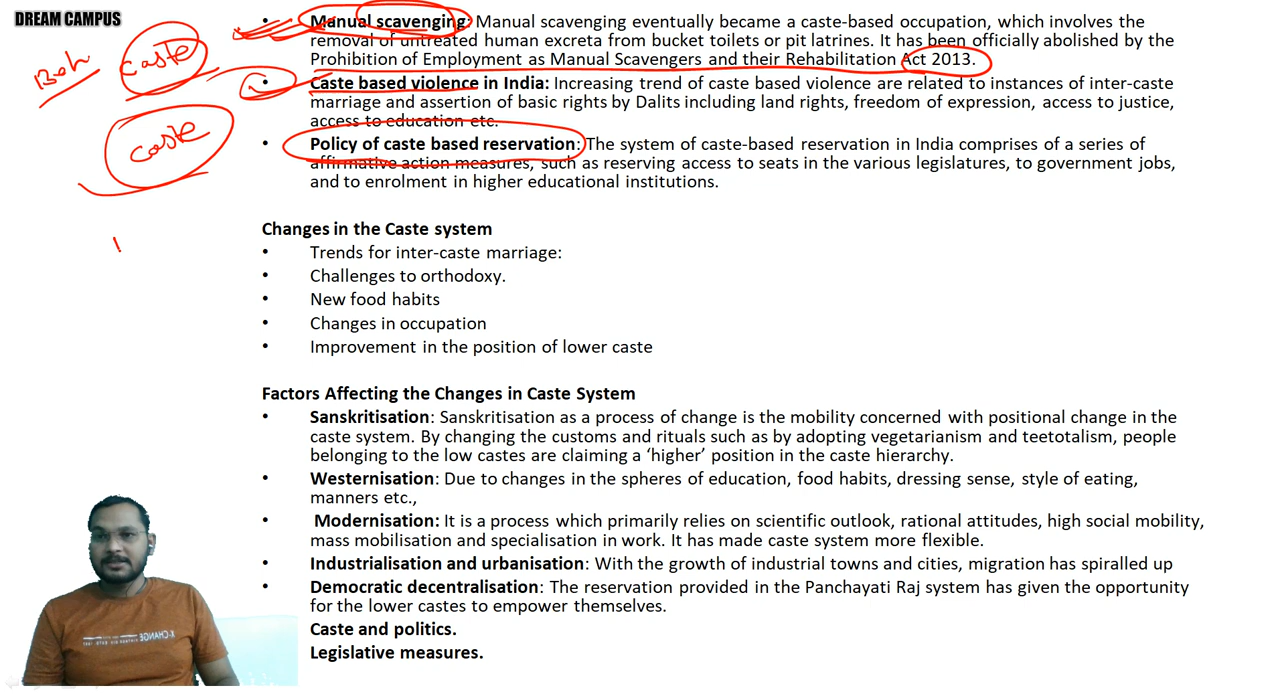 DREAM CAMPUS
• Manual scavenging: Manual scavenging eventually became a caste-based occupation, which involves the
removal of untreated human excreta from bucket toilets or pit latrines. It has been officially abolished by the
Prohibition of Employment as Manual Scavengers and their Rehabilitation Act 2013.
caste
• Caste based violence in India: Increasing trend of caste based violence are related to instances of inter-caste
marriage and assertion of basic rights by Dalits including land rights, freedom of expression, access to justice,
access to education etc.
caste
• Policy of caste based reservation: The system of caste-based reservation in India comprises of a series of
affirmative action measures, such as reserving access to seats in the various legislatures, to government jobs,
and to enrolment in higher educational institutions.
Changes in the Caste system
• Trends for inter-caste marriage:
• Challenges to orthodoxy.
• New food habits
• Changes in occupation
• Improvement in the position of lower caste
Factors Affecting the Changes in Caste System
• Sanskritisation: Sanskritisation as a process of change is the mobility concerned with positional change in the
caste system. By changing the customs and rituals such as by adopting vegetarianism and teetotalism, people
belonging to the low castes are claiming a ‘higher’ position in the caste hierarchy.
• Westernisation: Due to changes in the spheres of education, food habits, dressing sense, style of eating,
manners etc.,
• Modernisation: It is a process which primarily relies on scientific outlook, rational attitudes, high social mobility,
mass mobilisation and specialisation in work. It has made caste system more flexible.
• Industrialisation and urbanisation: With the growth of industrial towns and cities, migration has spiralled up
• Democratic decentralisation: The reservation provided in the Panchayati Raj system has given the opportunity
for the lower castes to empower themselves.
Caste and politics.
Legislative measures.